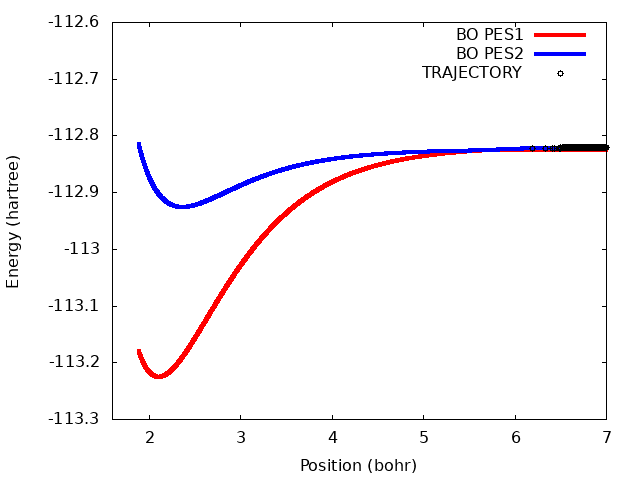 BO PES1
BO PES2
TRAJECTORY
-112.6
-112.7
-112.8
-112.9
-113
-113.1
-113.2
-113.3
Energy (hartree)
2 3 4 5 6 7
Position (bohr)